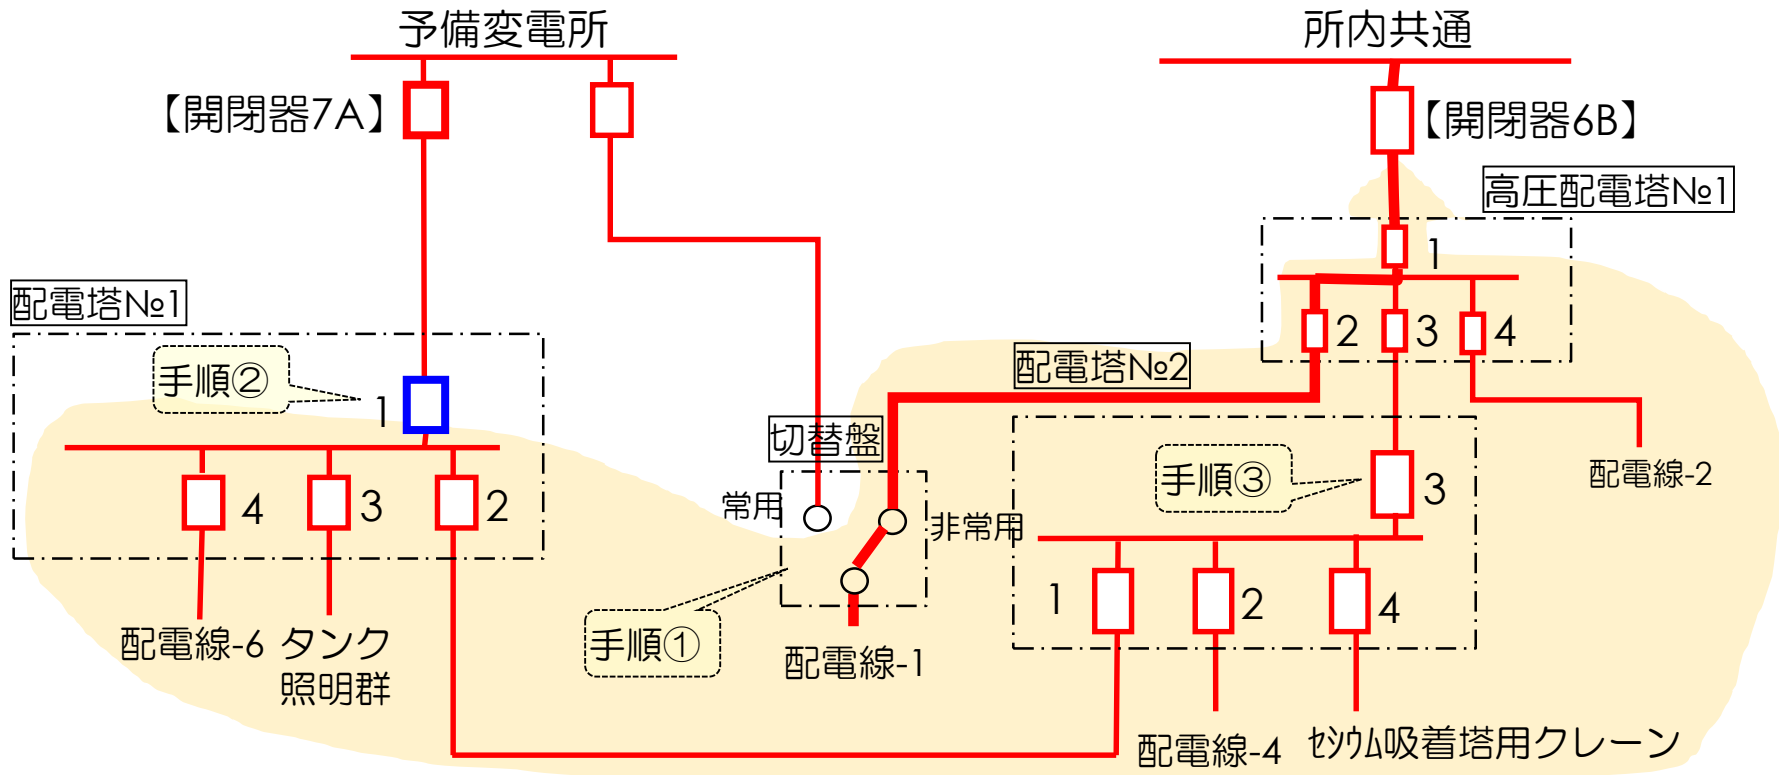 予備変電所
所内共通
【開閉器7A】
【開閉器6B】
高圧配電塔№1
1
配電塔№1
2
3
4
配電塔№2
手順②
1
切替盤
手順③
配電線-2
4
3
2
常用
非常用
3
1
2
4
手順①
配電線-6
タンク
照明群
配電線-1
配電線-4
ｾｼｳﾑ吸着塔用クレーン